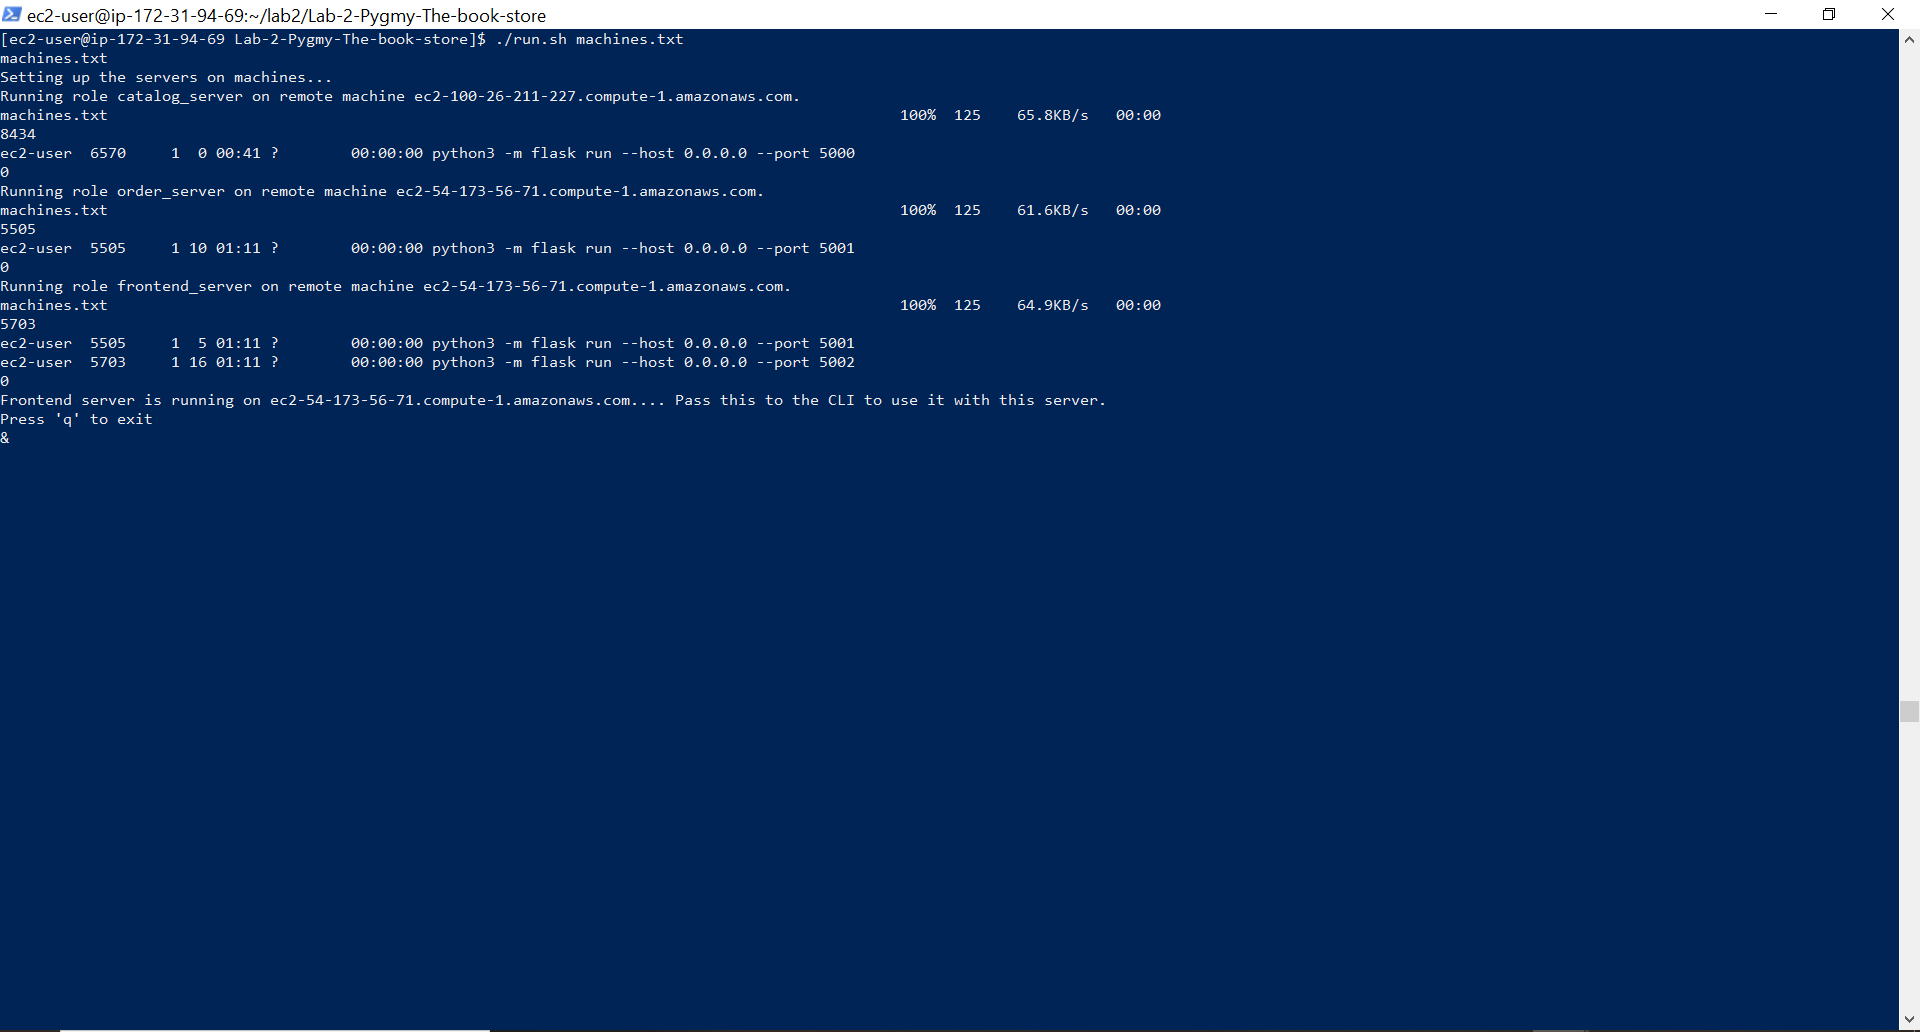 ec2-user@ip-172-31-94-69:~/lab2/Lab-2-Pygmy-The-book-store
[ec2-user@ip-172-31-94-69 Lab-2-Pygmy-The-book-store]$ ./run.sh machines.txt
machines.txt
Setting up the servers on machines...
Running role catalog_server on remote machine ec2-100-26-211-227.compute-1.amazonaws.com.
machines.txt 100% 125 65.8KB/s 00:00
8434
ec2-user 6570 1 0 00:41 ? 00:00:00 python3 -m flask run --host 0.0.0.0 --port 5000
0
Running role order_server on remote machine ec2-54-173-56-71.compute-1.amazonaws.com.
machines.txt 100% 125 61.6KB/s 00:00
5505
ec2-user 5505 1 10 01:11 ? 00:00:00 python3 -m flask run --host 0.0.0.0 --port 5001
0
Running role frontend_server on remote machine ec2-54-173-56-71.compute-1.amazonaws.com.
machines.txt 100% 125 64.9KB/s 00:00
5703
ec2-user 5505 1 5 01:11 ? 00:00:00 python3 -m flask run --host 0.0.0.0 --port 5001
ec2-user 5703 1 16 01:11 ? 00:00:00 python3 -m flask run --host 0.0.0.0 --port 5002
0
Frontend server is running on ec2-54-173-56-71.compute-1.amazonaws.com.... Pass this to the CLI to use it with this server.
Press 'q' to exit
&